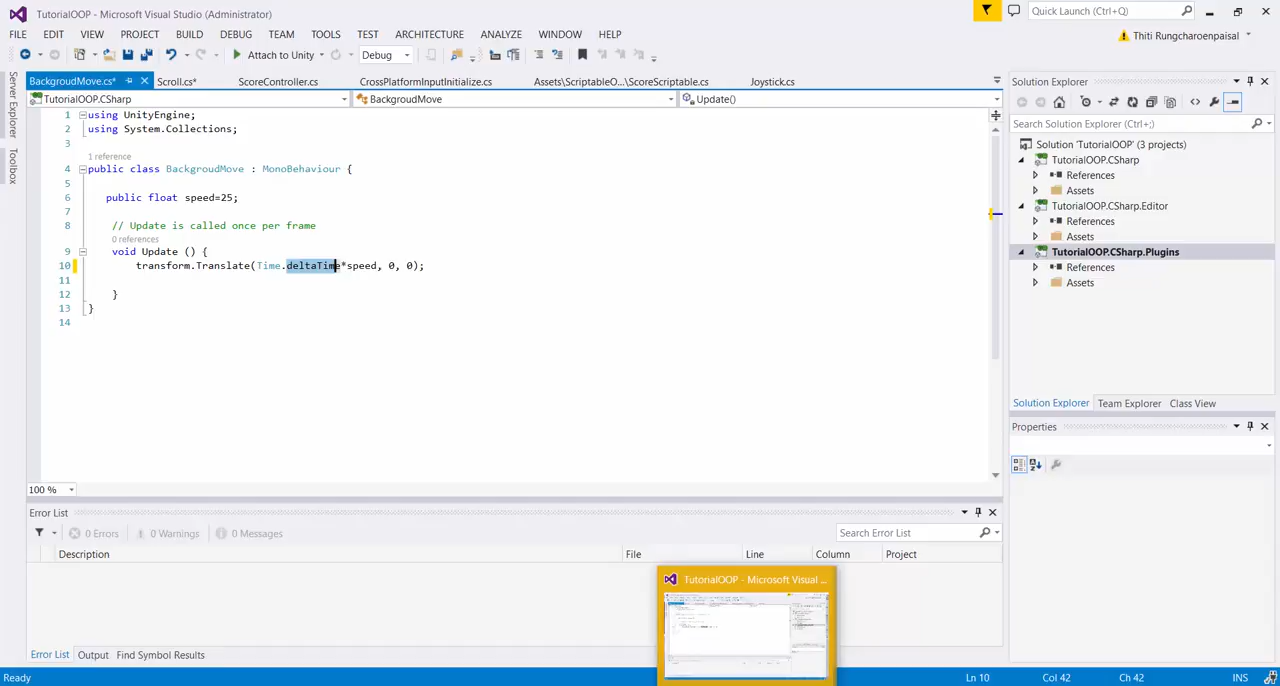 TutorialOOP - Microsoft Visual Studio (Administrator)
Quick Launch (Ctrl+Q)
FILE EDIT VIEW PROJECT BUILD DEBUG TEAM TOOLS TEST ARCHITECTURE ANALYZE WINDOW HELP
Thiti Rungcharoenpaisal
Attach to Unity Debug
Server Explorer
Toolbox
BackgroudMove.cs* Scroll.cs* ScoreController.cs CrossPlatformInputInitialize.cs Assets\ScriptableO...\ScoreScriptable.cs Joystick.cs
TutorialOOP.CSharp BackgroudMove Update()
1 using UnityEngine;
2 using System.Collections;
3
1 reference
4 public class BackgroudMove : MonoBehaviour {
5
6 public float speed=25;
7
8 // Update is called once per frame
0 references
9 void Update () {
10 transform.Translate(Time.deltaTime*speed, 0, 0);
11
12 }
13 }
14
100 %
Solution Explorer
Search Solution Explorer (Ctrl+;)
Solution 'TutorialOOP' (3 projects)
TutorialOOP.CSharp
References
Assets
TutorialOOP.CSharp.Editor
References
Assets
TutorialOOP.CSharp.Plugins
References
Assets
Solution Explorer Team Explorer Class View
Properties
Error List
0 Errors 0 Warnings 0 Messages
Search Error List
Description File Line Column Project
TutorialOOP - Microsoft Visual ...
Error List Output Find Symbol Results
Ready Ln 10 Col 42 Ch 42 INS